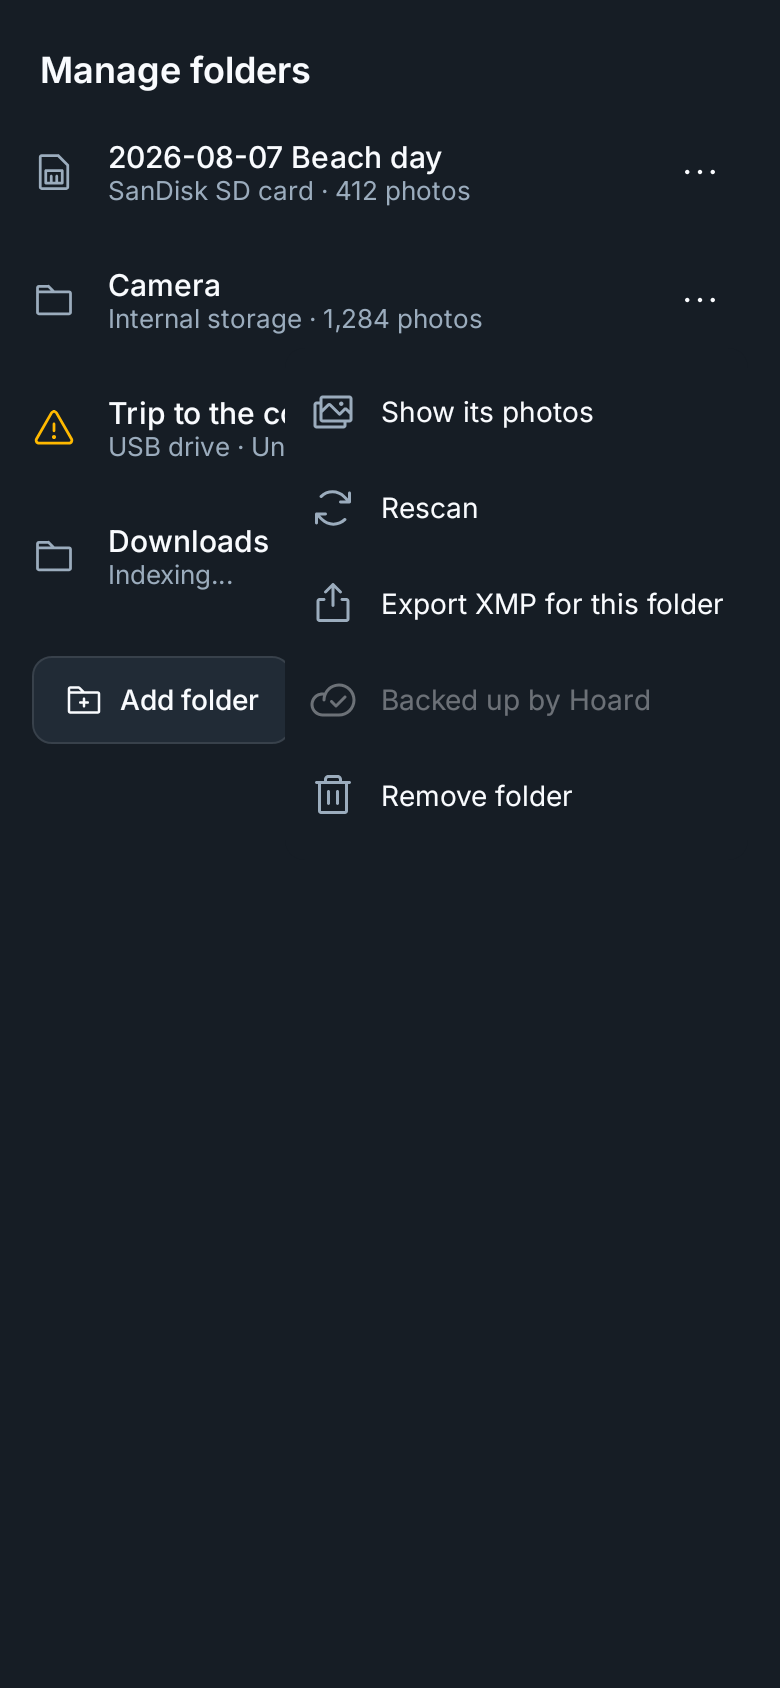 Manage folders
2026-08-07 Beach day
SanDisk SD card · 412 photos
Camera
Internal storage · 1,284 photos
Trip to the
USB drive ·
Downloads
Indexing...
Add folder
Show its photos
Rescan
Export XMP for this folder
Backed up by Hoard
Remove folder